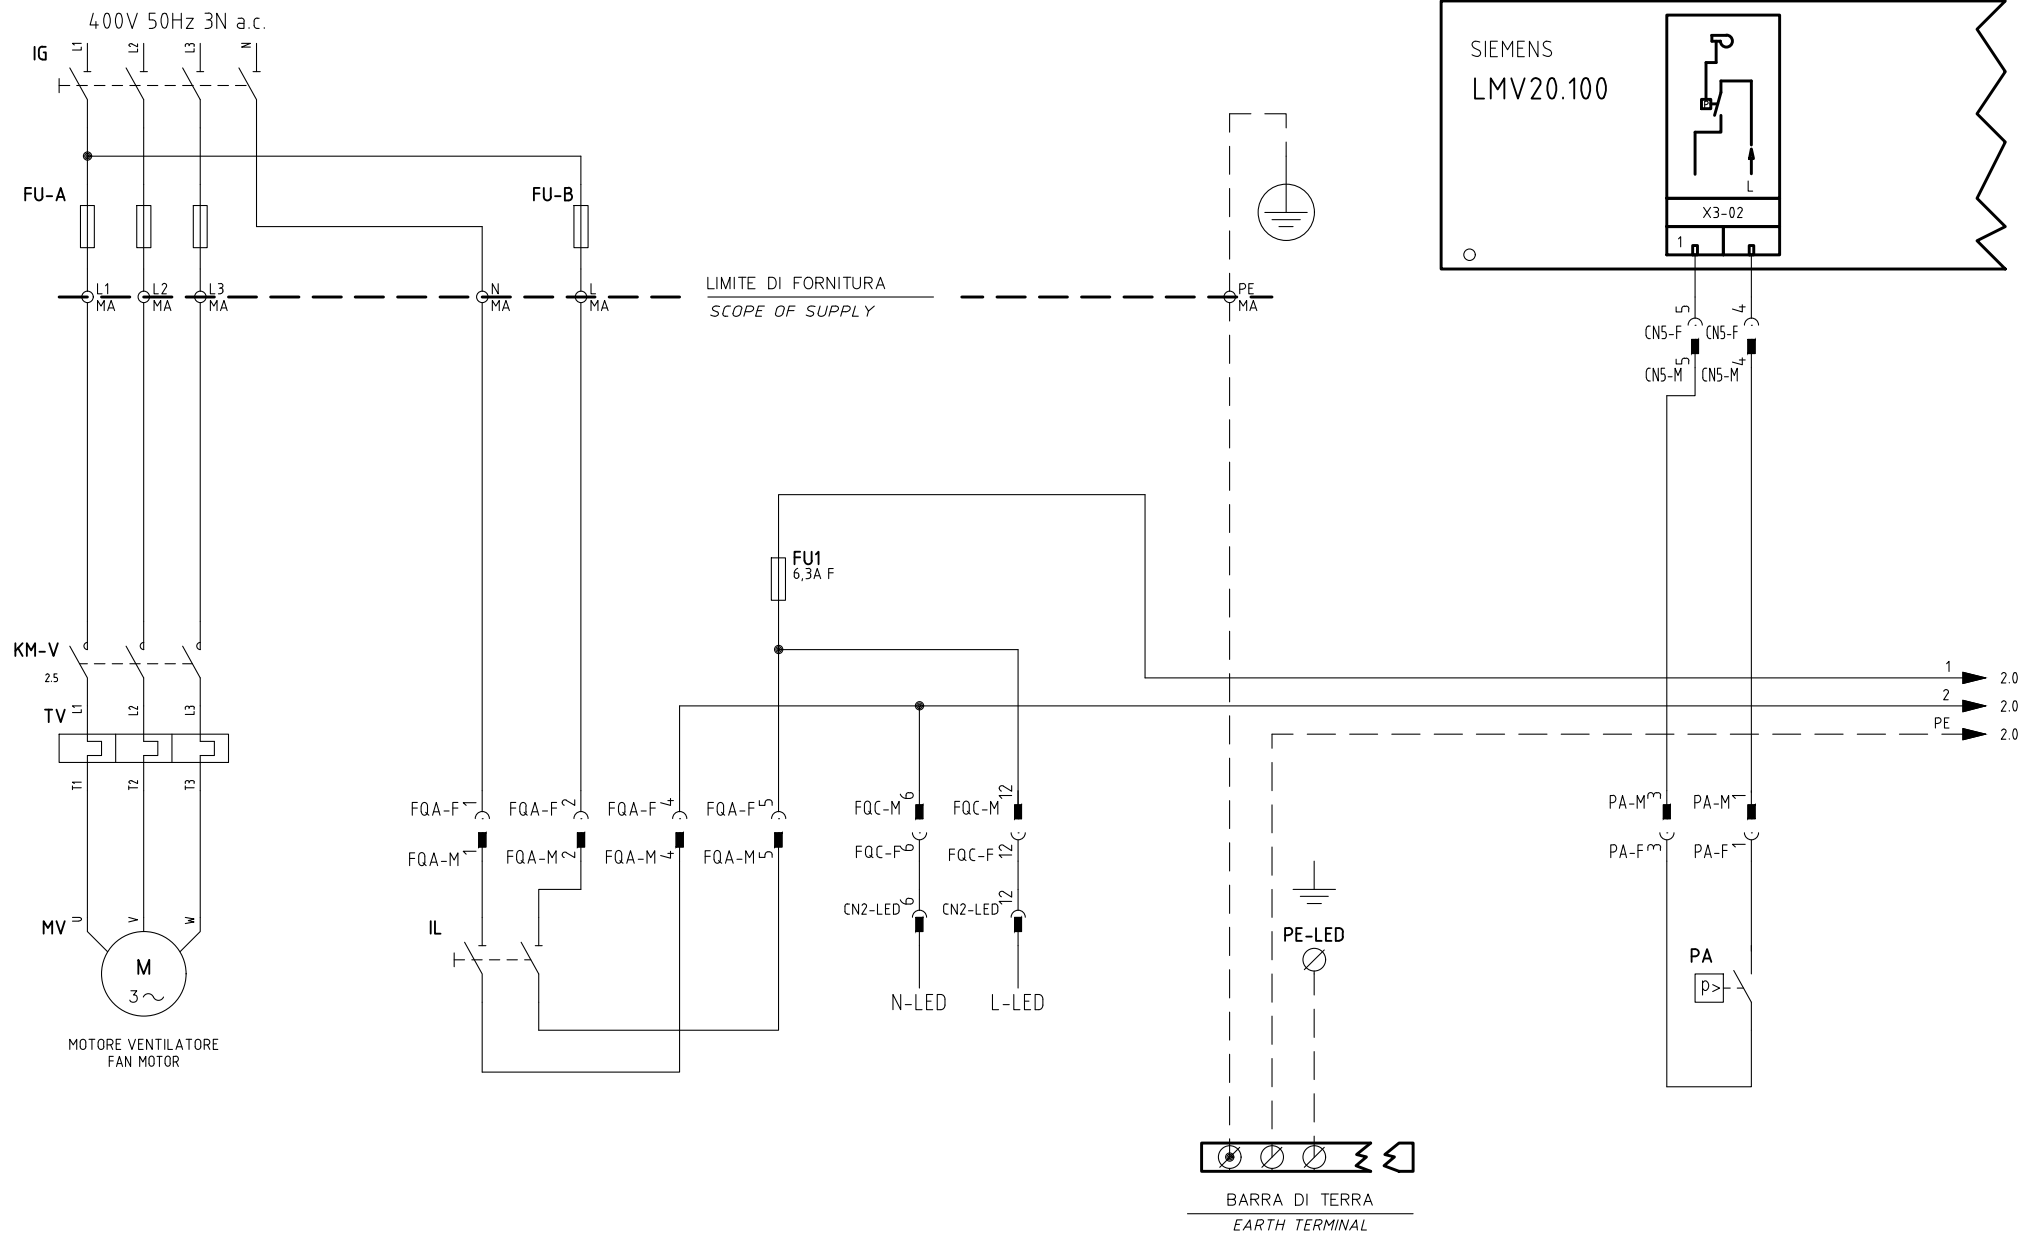 400V 50Hz 3N a.c.
IG
L1 L2 L3 N
FU-A
FU-B
L1 MA
L2 MA
L3 MA
N MA
L MA
LIMITE DI FORNITURA
SCOPE OF SUPPLY
PE MA
SIEMENS
LMV20.100
P
L
X3-02
1
5 4
CN5-F CN5-F
5 4
CN5-M CN5-M
FU1
6,3A F
KM-V
2.5
TV
L1 L2 L3
T1 T2 T3
1 2.0
2 2.0
PE 2.0
FQA-F 1 FQA-F 2 FQA-F 4 FQA-F 5
FQA-M 1 FQA-M 2 FQA-M 4 FQA-M 5
FQC-M 6 FQC-M 12
FQC-F 6 FQC-F 12
CN2-LED 6 CN2-LED 12
N-LED L-LED
PA-M 3 PA-M 1
PA-F 3 PA-F 1
MV
U V W
M
3~
MOTORE VENTILATORE
FAN MOTOR
IL
PE-LED
PA
p>
BARRA DI TERRA
EARTH TERMINAL